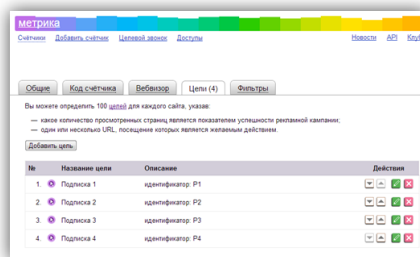 метрика
Счётчики Добавить счётчик Целевой звонок Доступы Новости API Клуб
Общие Код счётчика Вебвизор Цели (4) Фильтры
Вы можете определить 100 целей для каждого сайта, указав:
— какое количество просмотренных страниц является показателем успешности рекламной кампании;
— один или несколько URL, посещение которых является желаемым действием.
Добавить цель
№ Название цели Описание Действия
1. Подписка 1 идентификатор: P1
2. Подписка 2 идентификатор: P2
3. Подписка 3 идентификатор: P3
4. Подписка 4 идентификатор: P4